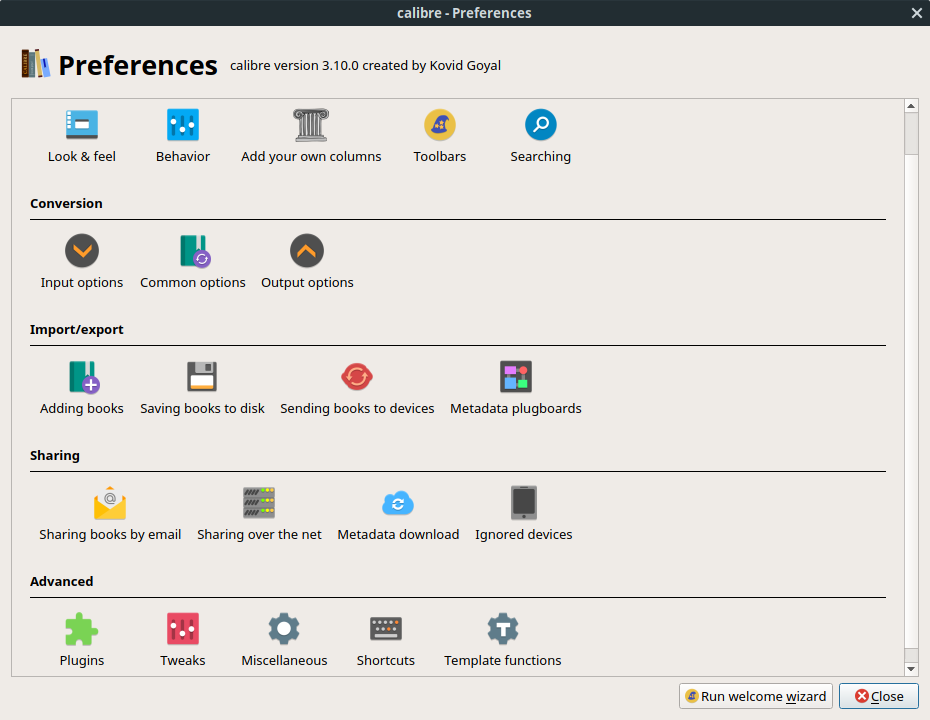 calibre - Preferences
Preferences calibre version 3.10.0 created by Kovid Goyal
Look & feel Behavior Add your own columns Toolbars Searching
Conversion
Input options Common options Output options
Import/export
Adding books Saving books to disk Sending books to devices Metadata plugboards
Sharing
@
Sharing books by email Sharing over the net Metadata download Ignored devices
Advanced
T
Plugins Tweaks Miscellaneous Shortcuts Template functions
Run welcome wizard Close